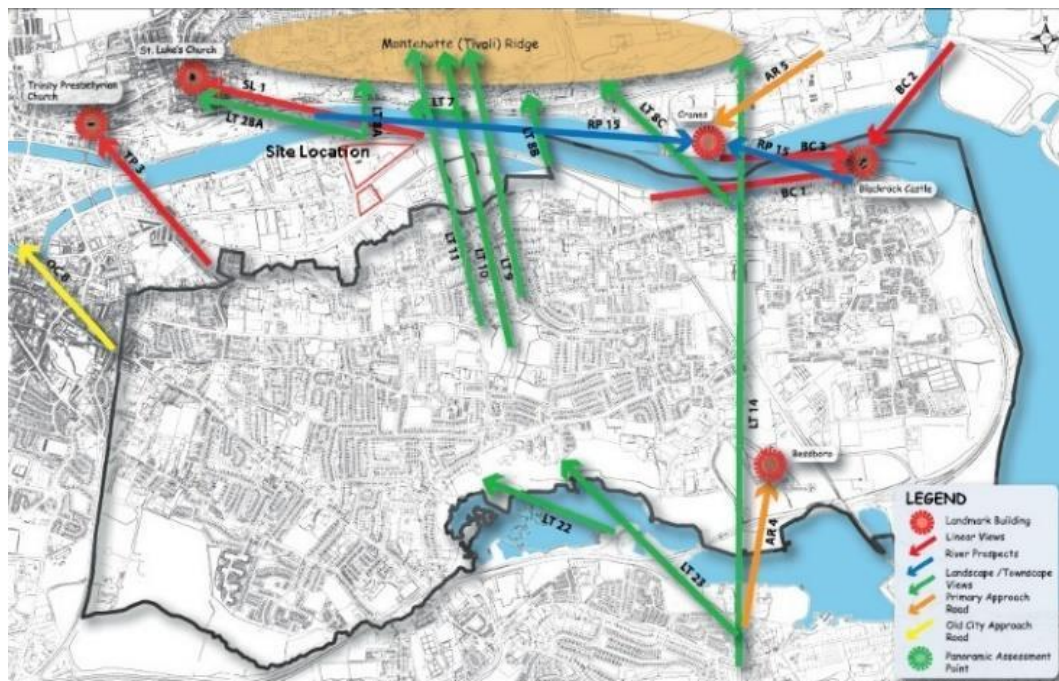 Montenotte (Tivoli) Ridge
St. Luke's Church
Trinity Presbyterian
Church
SL 1
LT 28A
TP 3
Site Location
LT 7
RP 15
LT 8B
LT 8C
Cranes
AR 5
BC 2
BC 3
RP 15
BC 1
Blackrock Castle
OC 8
LT 11
LT 10
LT 9
LT 14
Bessboro
AR 4
LT 22
LT 23
LEGEND
Landmark Building
Linear Views
River Prospects
Landscape /Townscape
Views
Primary Approach
Road
Old City Approach
Road
Panoramic Assessment
Point